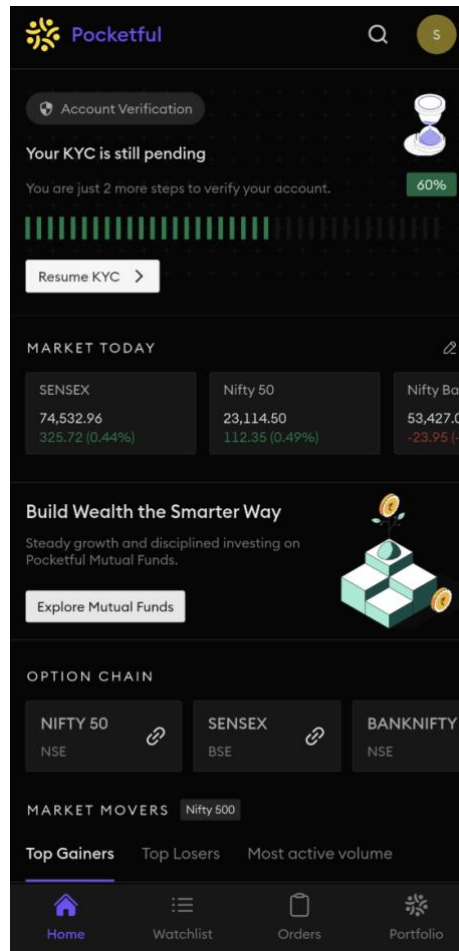 Pocketful
S
Account Verification
Your KYC is still pending
You are just 2 more steps to verify your account.
60%
Resume KYC
MARKET TODAY
SENSEX
74,532.96
325.72 (0.44%)
Nifty 50
23,114.50
112.35 (0.49%)
Nifty Ba
53,427.0
-23.95 (-
Build Wealth the Smarter Way
Steady growth and disciplined investing on
Pocketful Mutual Funds.
Explore Mutual Funds
OPTION CHAIN
NIFTY 50
NSE
SENSEX
BSE
BANKNIFTY
NSE
MARKET MOVERS Nifty 500
Top Gainers Top Losers Most active volume
Home Watchlist Orders Portfolio